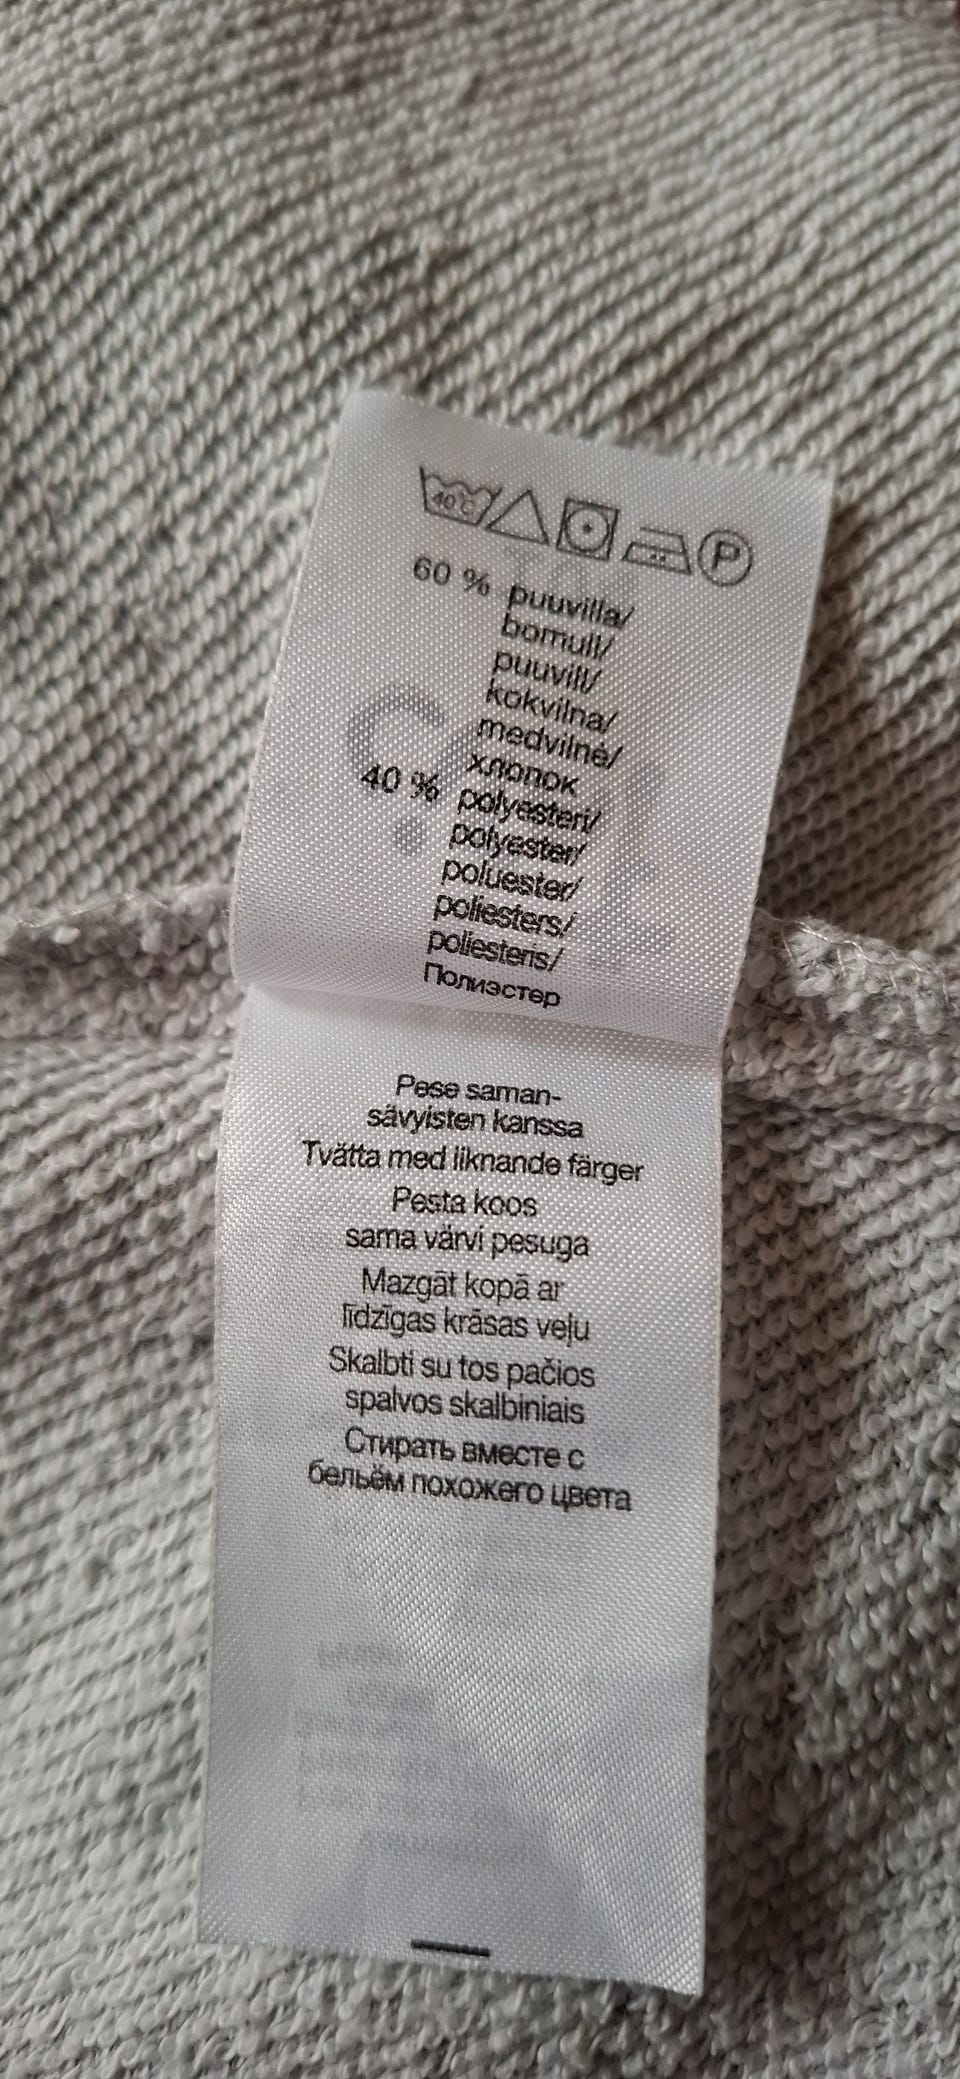 40°C
P
60 % puuvilla/
bomull/
puuvill/
kokvilna/
medvilnė/
хлопок
40 % polyesteri/
polyester/
poluester/
poliesters/
poliesteris/
Полиэстер
Pese saman-
sävyisten kanssa
Tvätta med liknande färger
Pesta koos
sama värvi pesuga
Mazgāt kopā ar
līdzīgas krāsas veļu
Skalbti su tos pačios
spalvos skalbiniais
Стирать вместе с
бельём похожего цвета